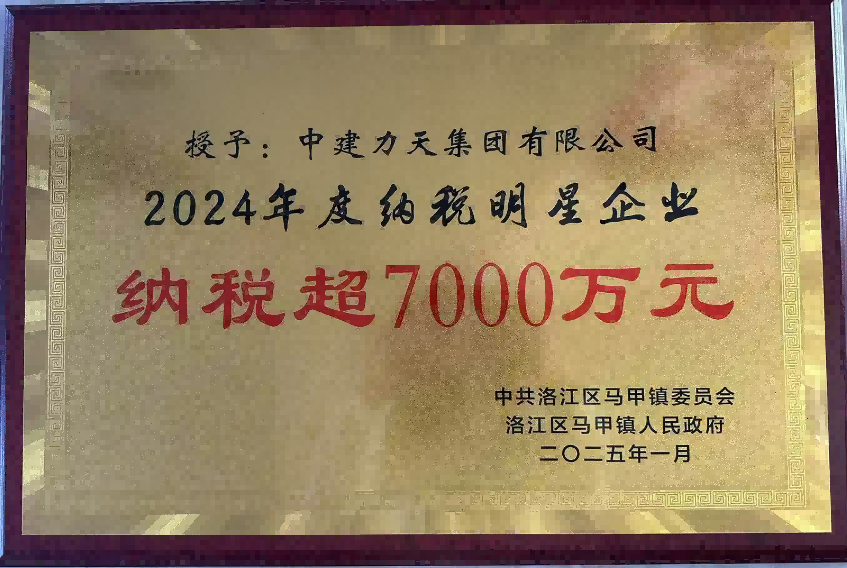 授予：中建力天集团有限公司
2024年度纳税明星企业
纳税超7000万元
中共洛江区马甲镇委员会
洛江区马甲镇人民政府
二〇二五年一月